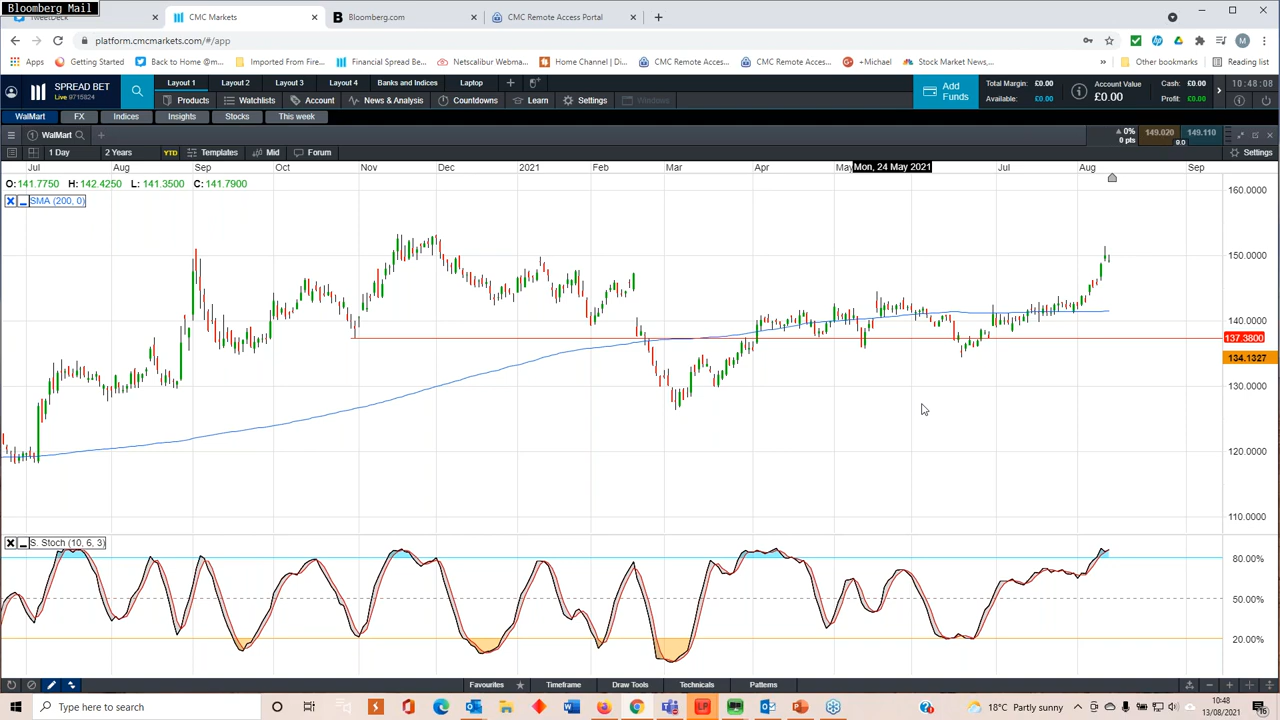 Bloomberg Mail
TweetDeck
CMC Markets
Bloomberg.com
CMC Remote Access Portal
platform.cmcmarkets.com/#/app
M
Apps
Getting Started
Back to Home @m...
Imported From Fire...
Financial Spread Be...
Netscalibur Webma...
Home Channel | Di...
CMC Remote Acces...
CMC Remote Acces...
+Michael
Stock Market News,...
Other bookmarks
Reading list
SPREAD BET
Live 9715824
Layout 1
Layout 2
Layout 3
Layout 4
Banks and Indices
Laptop
Products
Watchlists
Account
News & Analysis
Countdowns
Learn
Settings
Windows
Add Funds
Total Margin: £0.00
Available: £0.00
Account Value
£0.00
Cash: £0.00
Profit: £0.00
10:48:08
WalMart
FX
Indices
Insights
Stocks
This week
WalMart
0%
0 pts
149.020
149.110
9.0
1 Day
2 Years
YTD
Templates
Mid
Forum
Settings
Jul
Aug
Sep
Oct
Nov
Dec
2021
Feb
Mar
Apr
May
Mon, 24 May 2021
Jul
Aug
Sep
O: 141.7750 H: 142.4250 L: 141.3500 C: 141.7900
SMA (200, 0)
160.0000
150.0000
140.0000
137.3800
134.1327
130.0000
120.0000
110.0000
S. Stoch (10, 6, 3)
80.00%
50.00%
20.00%
Favourites
Timeframe
Draw Tools
Technicals
Patterns
Type here to search
18°C Partly sunny
10:48
13/08/2021